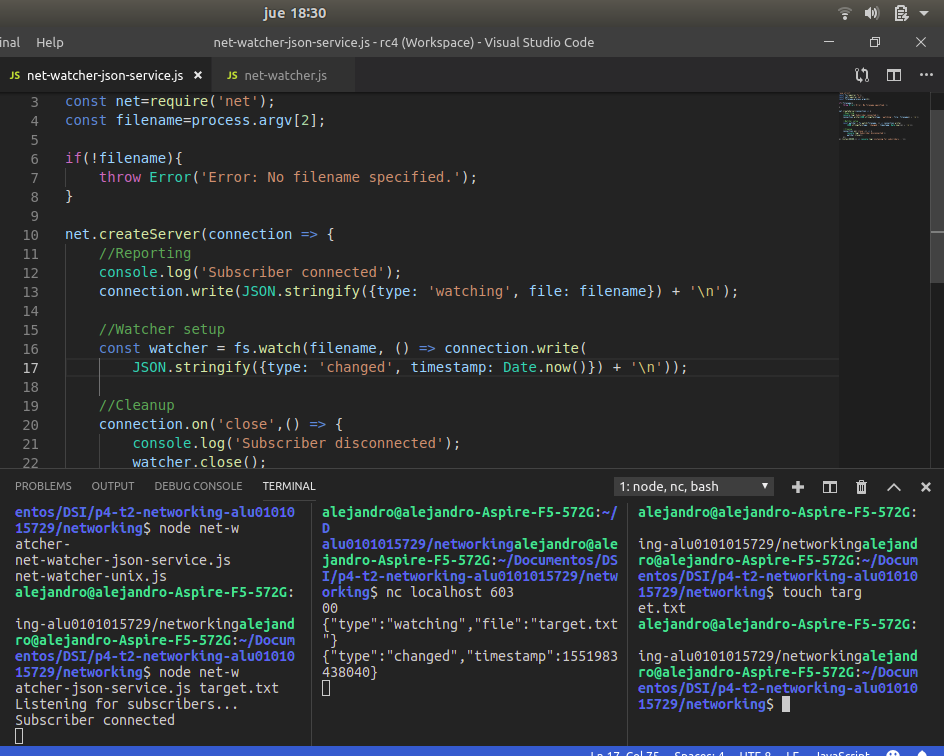 jue 18:30
inal Help net-watcher-json-service.js - rc4 (Workspace) - Visual Studio Code
JS net-watcher-json-service.js × JS net-watcher.js ...
3 const net=require('net');
4 const filename=process.argv[2];
5
6 if(!filename){
7 throw Error('Error: No filename specified.');
8 }
9
10 net.createServer(connection => {
11 //Reporting
12 console.log('Subscriber connected');
13 connection.write(JSON.stringify({type: 'watching', file: filename}) + '\n');
14
15 //Watcher setup
16 const watcher = fs.watch(filename, () => connection.write(
17 JSON.stringify({type: 'changed', timestamp: Date.now()}) + '\n'));
18
19 //Cleanup
20 connection.on('close',() => {
21 console.log('Subscriber disconnected');
22 watcher.close();
PROBLEMS OUTPUT DEBUG CONSOLE TERMINAL 1: node, nc, bash
entos/DSI/p4-t2-networking-alu01010
15729/networking$ node net-w
atcher-
net-watcher-json-service.js
net-watcher-unix.js
alejandro@alejandro-Aspire-F5-572G:
ing-alu0101015729/networkingalejand
ro@alejandro-Aspire-F5-572G:~/Docum
entos/DSI/p4-t2-networking-alu01010
15729/networking$ node net-w
atcher-json-service.js target.txt
Listening for subscribers...
Subscriber connected
alejandro@alejandro-Aspire-F5-572G:~/
D
alu0101015729/networkingalejandro@ale
jandro-Aspire-F5-572G:~/Documentos/DS
I/p4-t2-networking-alu0101015729/netw
orking$ nc localhost 603
00
{"type":"watching","file":"target.txt
"}
{"type":"changed","timestamp":1551983
438040}
alejandro@alejandro-Aspire-F5-572G:
ing-alu0101015729/networkingalejand
ro@alejandro-Aspire-F5-572G:~/Docum
entos/DSI/p4-t2-networking-alu01010
15729/networking$ touch targ
et.txt
alejandro@alejandro-Aspire-F5-572G:
ing-alu0101015729/networkingalejand
ro@alejandro-Aspire-F5-572G:~/Docum
entos/DSI/p4-t2-networking-alu01010
15729/networking$
Ln 17, Col 75 Spaces: 4 UTF-8 LF JavaScript